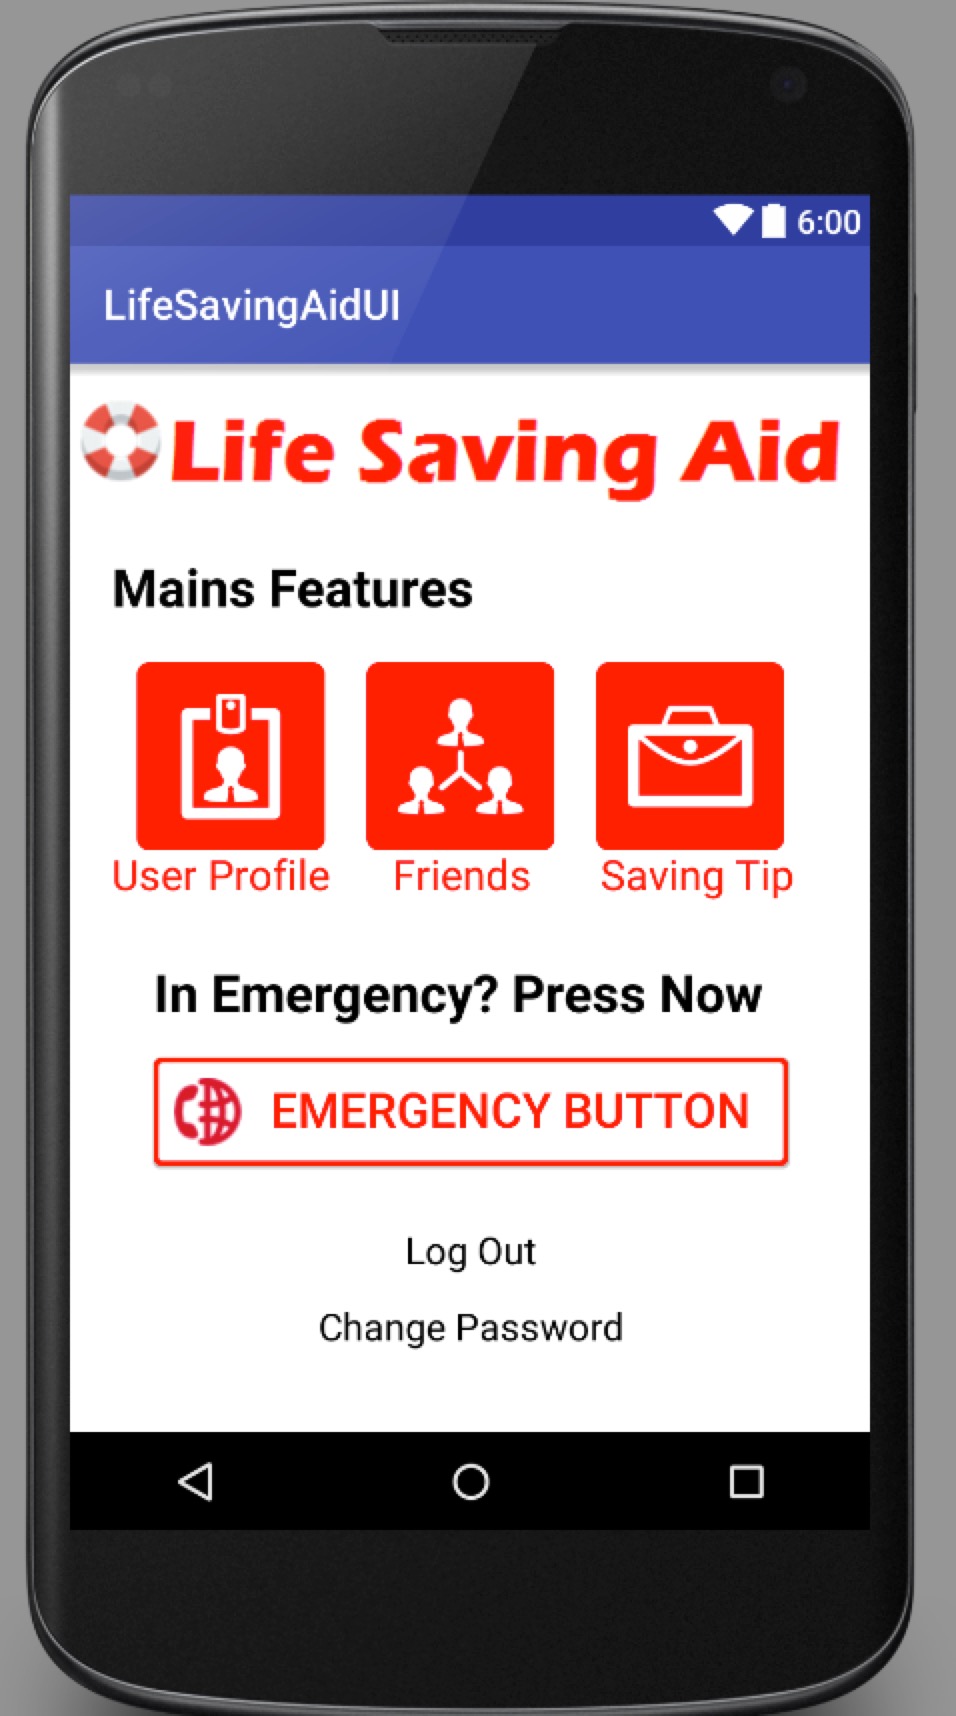 6:00
LifeSavingAidUI
Life Saving Aid
Mains Features
User Profile Friends Saving Tip
In Emergency? Press Now
EMERGENCY BUTTON
Log Out
Change Password